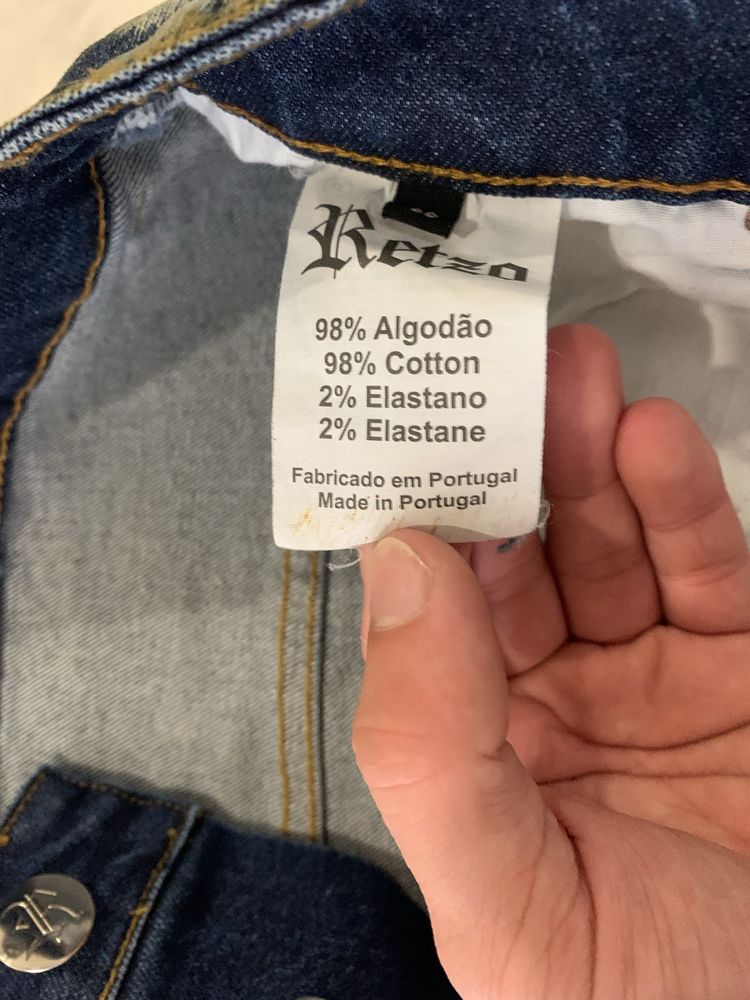 Retzo
98% Algodão
98% Cotton
2% Elastano
2% Elastane
Fabricado em Portugal
Made in Portugal